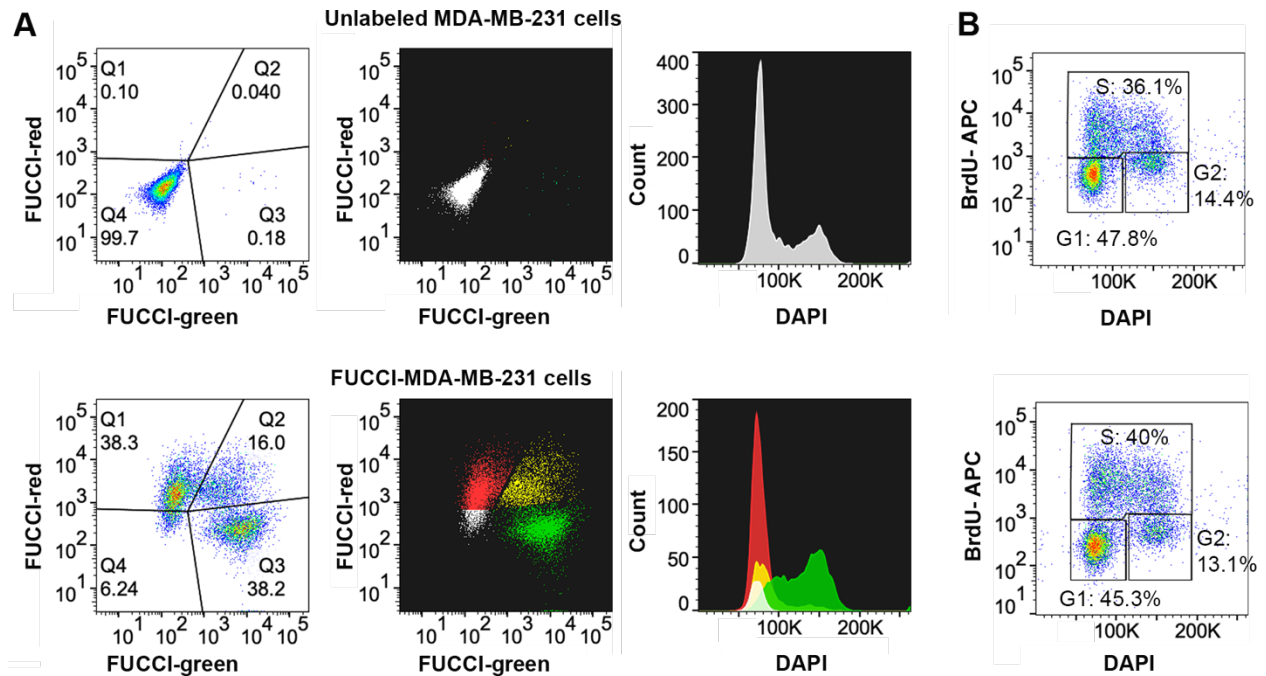 A
Unlabeled MDA-MB-231 cells
B
FUCCI-red
10^5
10^4
10^3
10^2
10^1
Q1
0.10
Q2
0.040
Q4
99.7
Q3
0.18
10^1 10^2 10^3 10^4 10^5
FUCCI-green
FUCCI-red
10^5
10^4
10^3
10^2
10^1
10^1 10^2 10^3 10^4 10^5
FUCCI-green
Count
400
300
200
100
0
100K 200K
DAPI
BrdU- APC
10^5
10^4
10^3
10^2
10^1
S: 36.1%
G2:
14.4%
G1: 47.8%
100K 200K
DAPI
FUCCI-MDA-MB-231 cells
FUCCI-red
10^5
10^4
10^3
10^2
10^1
Q1
38.3
Q2
16.0
Q4
6.24
Q3
38.2
10^1 10^2 10^3 10^4 10^5
FUCCI-green
FUCCI-red
10^5
10^4
10^3
10^2
10^1
10^1 10^2 10^3 10^4 10^5
FUCCI-green
Count
200
150
100
50
0
100K 200K
DAPI
BrdU- APC
10^5
10^4
10^3
10^2
10^1
S: 40%
G2:
13.1%
G1: 45.3%
100K 200K
DAPI